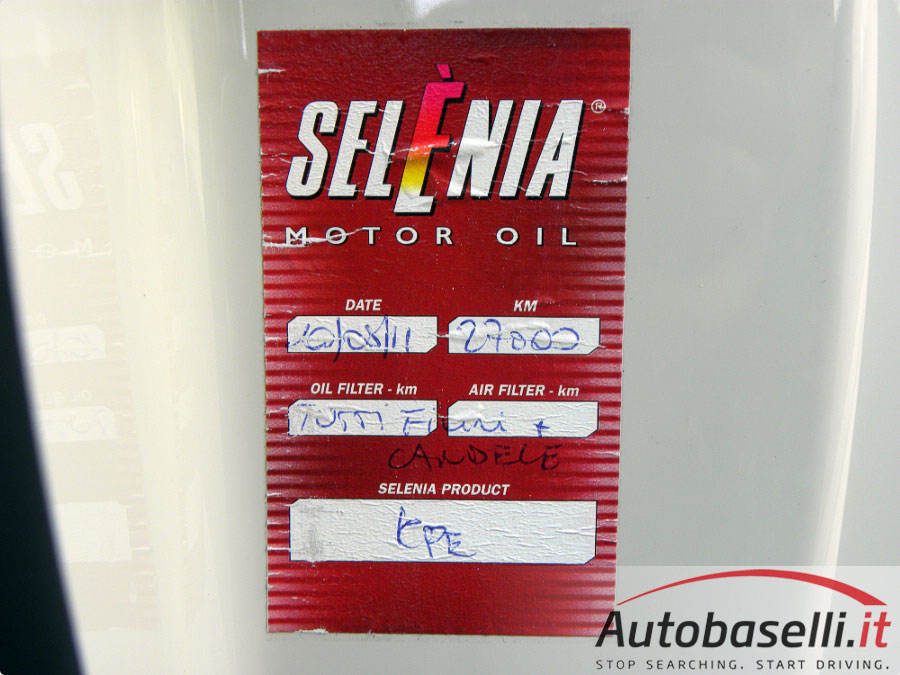 SELÈNIA®
MOTOR OIL
DATE KM
27000
OIL FILTER - km AIR FILTER - km
TUTTI FILTRI +
CANDELE
SELENIA PRODUCT
KPE
Autobaselli.it
STOP SEARCHING. START DRIVING.